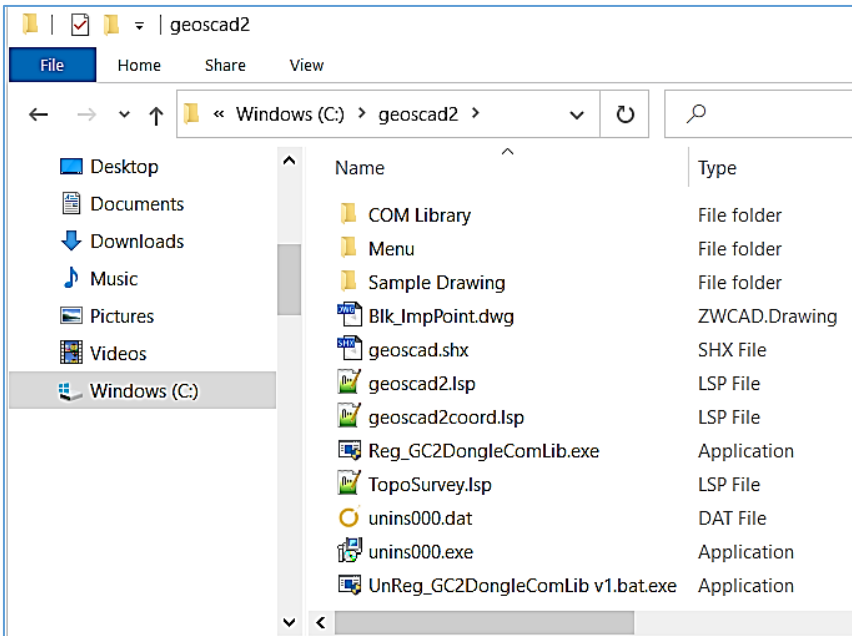 geoscad2
File Home Share View
« Windows (C:) > geoscad2 >
Desktop
Documents
Downloads
Music
Pictures
Videos
Windows (C:)
Name Type
COM Library File folder
Menu File folder
Sample Drawing File folder
Blk_ImpPoint.dwg ZWCAD.Drawing
geoscad.shx SHX File
geoscad2.lsp LSP File
geoscad2coord.lsp LSP File
Reg_GC2DongleComLib.exe Application
TopoSurvey.lsp LSP File
unins000.dat DAT File
unins000.exe Application
UnReg_GC2DongleComLib v1.bat.exe Application